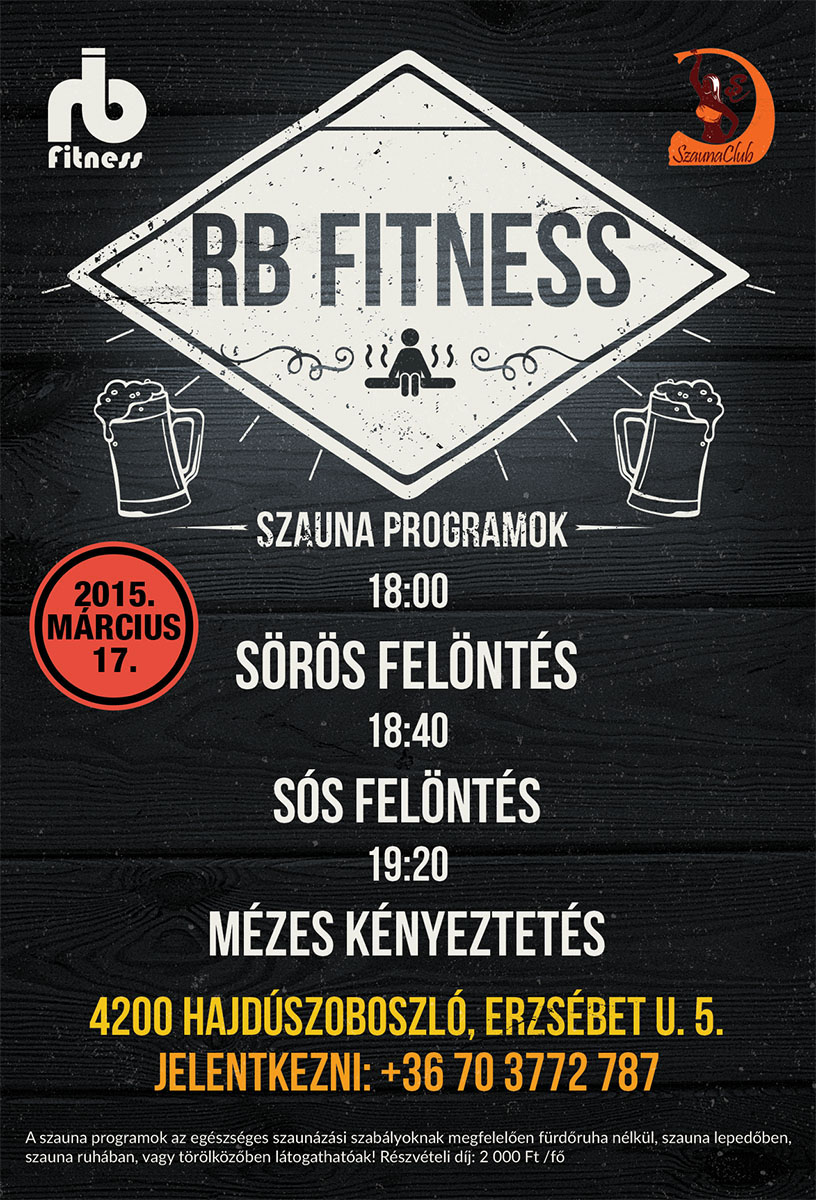 rb
Fitness
SzaunaClub
RB FITNESS
SZAUNA PROGRAMOK
2015.
MÁRCIUS
17.
18:00
SÖRÖS FELÖNTÉS
18:40
SÓS FELÖNTÉS
19:20
MÉZES KÉNYEZTETÉS
4200 HAJDÚSZOBOSZLÓ, ERZSÉBET U. 5.
JELENTKEZNI: +36 70 3772 787
A szauna programok az egészséges szaunázási szabályoknak megfelelően fürdőruha nélkül, szauna lepedőben,
szauna ruhában, vagy törölközőben látogathatóak! Részvételi díj: 2 000 Ft /fő